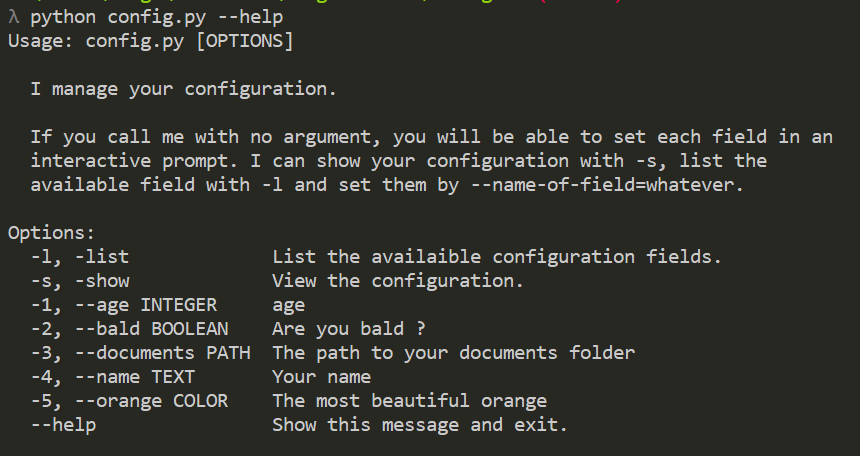 λ python config.py --help
Usage: config.py [OPTIONS]
I manage your configuration.
If you call me with no argument, you will be able to set each field in an
interactive prompt. I can show your configuration with -s, list the
available field with -l and set them by --name-of-field=whatever.
Options:
-l, -list List the availaible configuration fields.
-s, -show View the configuration.
-1, --age INTEGER age
-2, --bald BOOLEAN Are you bald ?
-3, --documents PATH The path to your documents folder
-4, --name TEXT Your name
-5, --orange COLOR The most beautiful orange
--help Show this message and exit.